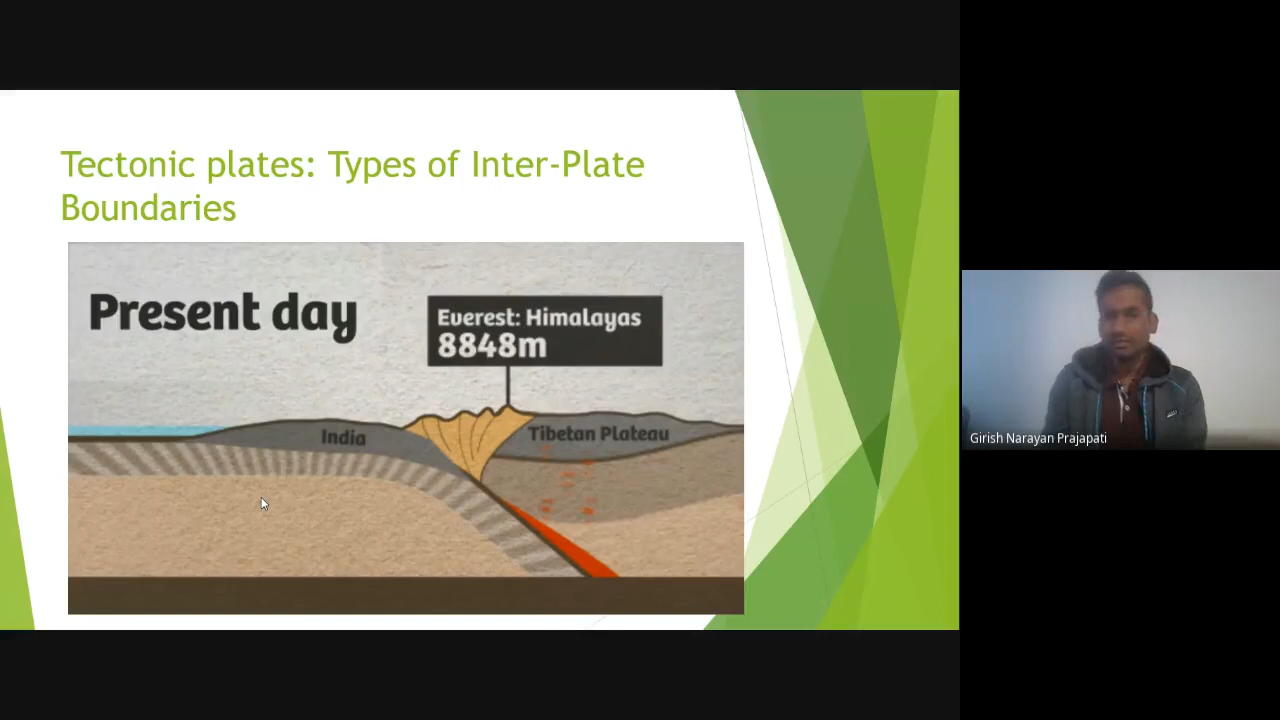 Tectonic plates: Types of Inter-Plate
Boundaries
Present day
Everest: Himalayas
8848m
India
Tibetan Plateau
Girish Narayan Prajapati